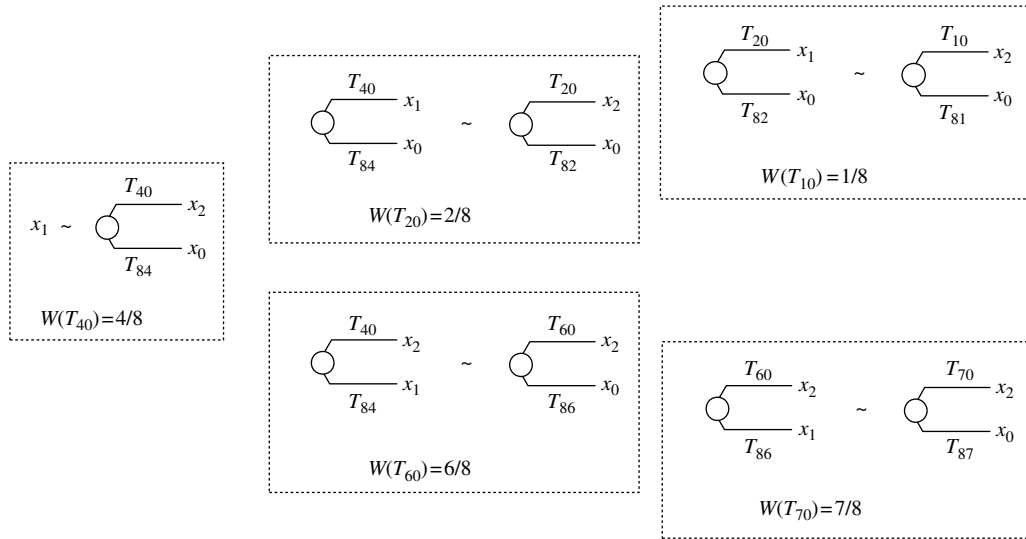 x₁ ~
T₄₀
x₂
x₀
T₈₄
W(T₄₀) = 4/8
T₄₀
x₁
x₀
T₈₄
~
T₂₀
x₂
x₀
T₈₂
W(T₂₀) = 2/8
T₂₀
x₁
x₀
T₈₂
~
T₁₀
x₂
x₀
T₈₁
W(T₁₀) = 1/8
T₄₀
x₂
x₁
T₈₄
~
T₆₀
x₂
x₀
T₈₆
W(T₆₀) = 6/8
T₆₀
x₂
x₁
T₈₆
~
T₇₀
x₂
x₀
T₈₇
W(T₇₀) = 7/8